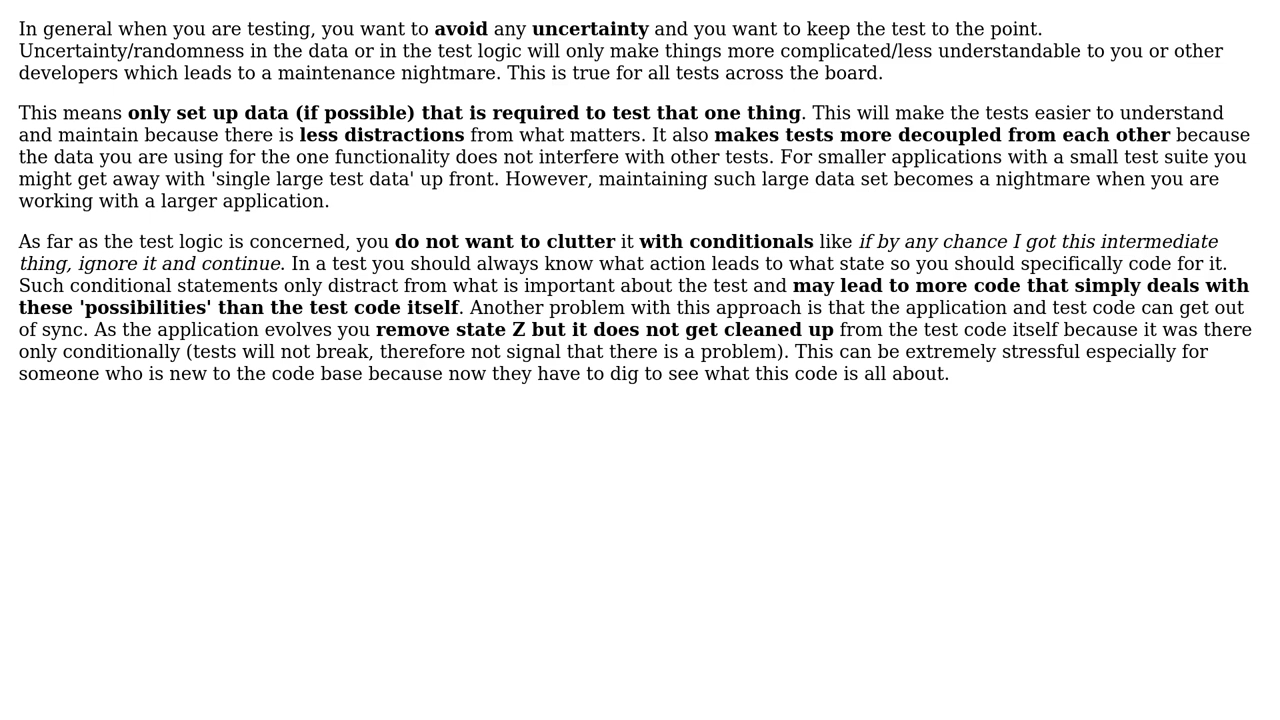 In general when you are testing, you want to avoid any uncertainty and you want to keep the test to the point.
Uncertainty/randomness in the data or in the test logic will only make things more complicated/less understandable to you or other
developers which leads to a maintenance nightmare. This is true for all tests across the board.
This means only set up data (if possible) that is required to test that one thing. This will make the tests easier to understand
and maintain because there is less distractions from what matters. It also makes tests more decoupled from each other because
the data you are using for the one functionality does not interfere with other tests. For smaller applications with a small test suite you
might get away with 'single large test data' up front. However, maintaining such large data set becomes a nightmare when you are
working with a larger application.
As far as the test logic is concerned, you do not want to clutter it with conditionals like if by any chance I got this intermediate
thing, ignore it and continue. In a test you should always know what action leads to what state so you should specifically code for it.
Such conditional statements only distract from what is important about the test and may lead to more code that simply deals with
these 'possibilities' than the test code itself. Another problem with this approach is that the application and test code can get out
of sync. As the application evolves you remove state Z but it does not get cleaned up from the test code itself because it was there
only conditionally (tests will not break, therefore not signal that there is a problem). This can be extremely stressful especially for
someone who is new to the code base because now they have to dig to see what this code is all about.